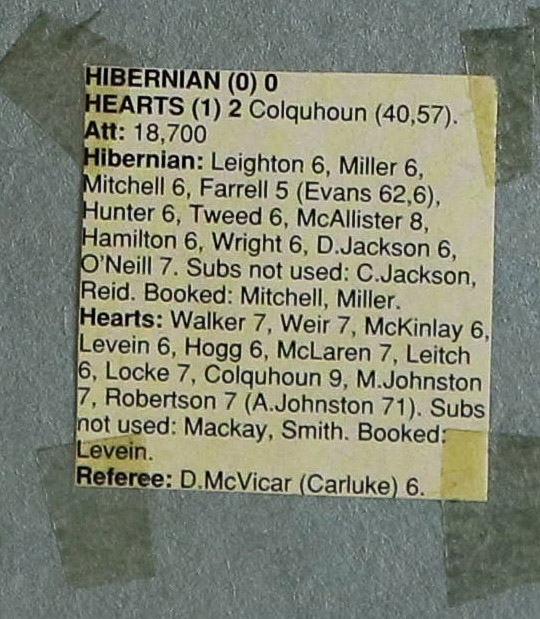 HIBERNIAN (0) 0
HEARTS (1) 2 Colquhoun (40,57).
Att: 18,700
Hibernian: Leighton 6, Miller 6,
Mitchell 6, Farrell 5 (Evans 62,6),
Hunter 6, Tweed 6, McAllister 8,
Hamilton 6, Wright 6, D.Jackson 6,
O'Neill 7. Subs not used: C.Jackson,
Reid. Booked: Mitchell, Miller.
Hearts: Walker 7, Weir 7, McKinlay 6,
Levein 6, Hogg 6, McLaren 7, Leitch
6, Locke 7, Colquhoun 9, M.Johnston
7, Robertson 7 (A.Johnston 71). Subs
not used: Mackay, Smith. Booked:
Levein.
Referee: D.McVicar (Carluke) 6.